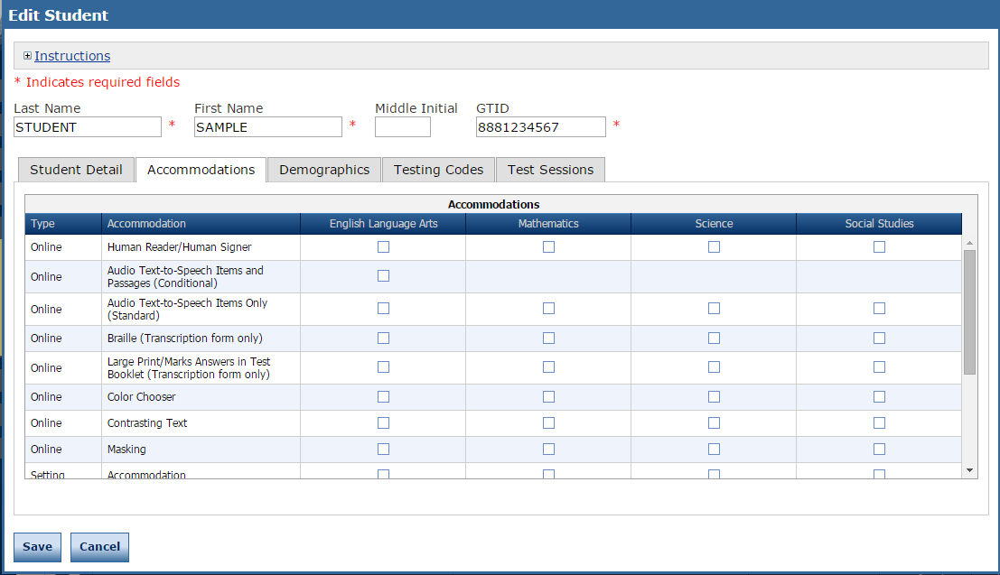 Edit Student
Instructions
* Indicates required fields
Last Name First Name Middle Initial GTID
STUDENT * SAMPLE * 8881234567 *
Student Detail Accommodations Demographics Testing Codes Test Sessions
Accommodations
Type Accommodation English Language Arts Mathematics Science Social Studies
Online Human Reader/Human Signer
Online Audio Text-to-Speech Items and
Passages (Conditional)
Online Audio Text-to-Speech Items Only
(Standard)
Online Braille (Transcription form only)
Online Large Print/Marks Answers in Test
Booklet (Transcription form only)
Online Color Chooser
Online Contrasting Text
Online Masking
Setting Accommodation
Save Cancel